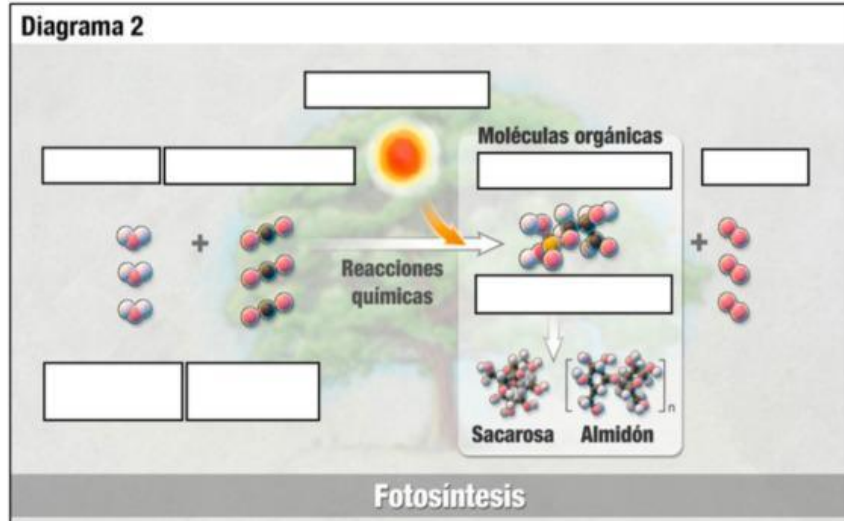 Diagrama 2
Moléculas orgánicas
+
+
Reacciones
químicas
n
Sacarosa Almidón
Fotosíntesis